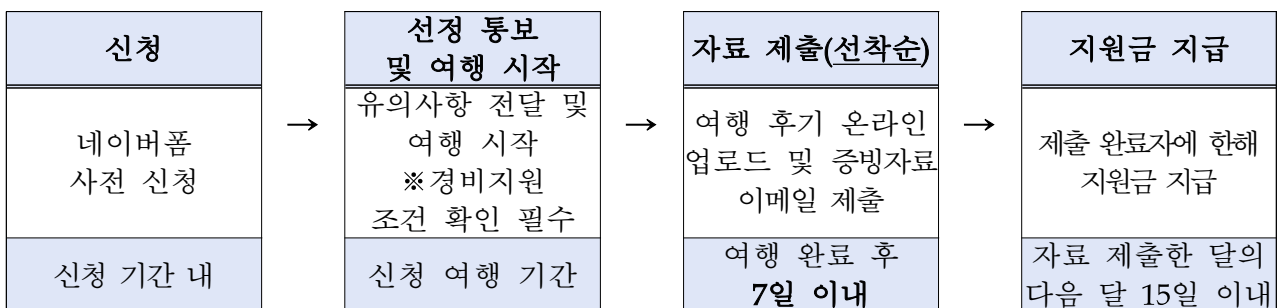 신청
네이버폼
사전 신청
신청 기간 내
→
선정 통보
및 여행 시작
유의사항 전달 및
여행 시작
※경비지원
조건 확인 필수
신청 여행 기간
→
자료 제출(선착순)
여행 후기 온라인
업로드 및 증빙자료
이메일 제출
여행 완료 후
7일 이내
→
지원금 지급
제출 완료자에 한해
지원금 지급
자료 제출한 달의
다음 달 15일 이내